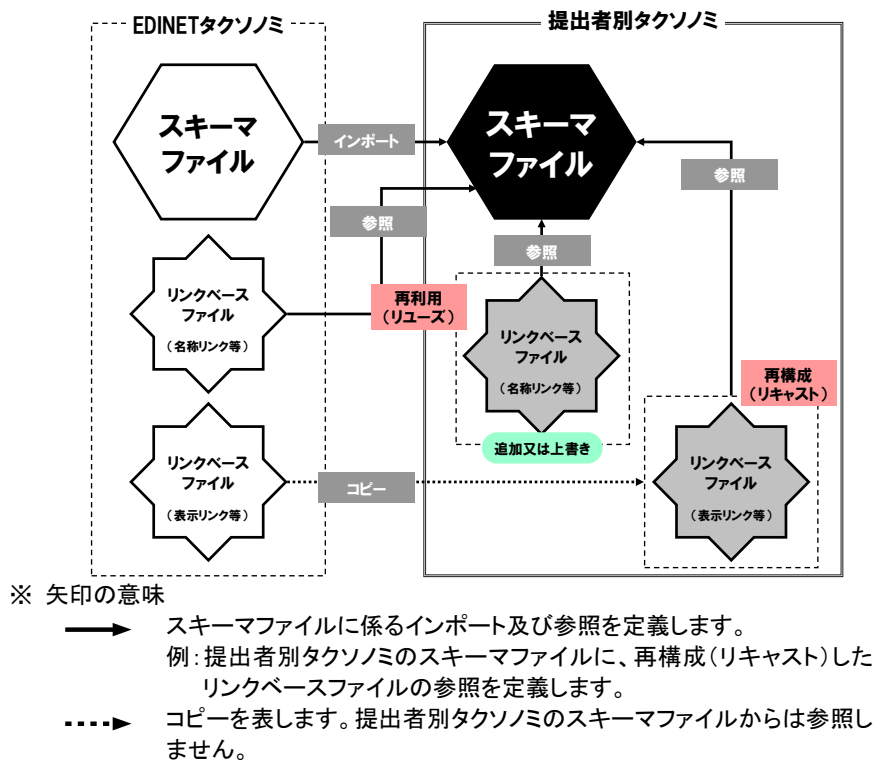 EDINETタクソノミ
提出者別タクソノミ
スキーマ
ファイル
インポート
スキーマ
ファイル
参照
参照
参照
リンクベース
ファイル
（名称リンク等）
再利用
（リユーズ）
リンクベース
ファイル
（名称リンク等）
追加又は上書き
再構成
（リキャスト）
リンクベース
ファイル
（表示リンク等）
コピー
リンクベース
ファイル
（表示リンク等）
※ 矢印の意味
スキーマファイルに係るインポート及び参照を定義します。
例：提出者別タクソノミのスキーマファイルに、再構成（リキャスト）した
リンクベースファイルの参照を定義します。
コピーを表します。提出者別タクソノミのスキーマファイルからは参照し
ません。